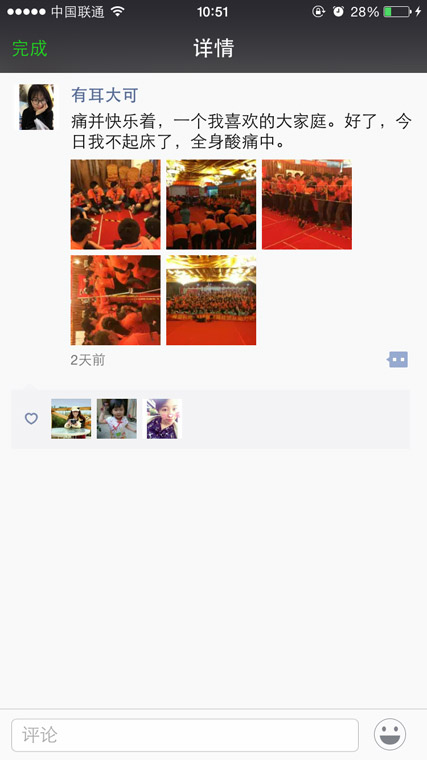 中国联通 10:51 28%
完成 详情
有耳大可
痛并快乐着，一个我喜欢的大家庭。好了，今
日我不起床了，全身酸痛中。
2天前
评论